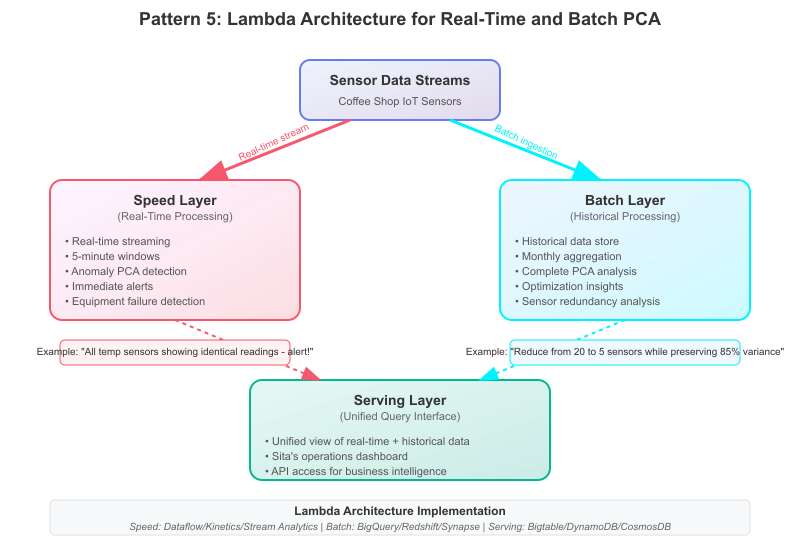 Pattern 5: Lambda Architecture for Real-Time and Batch PCA
Sensor Data Streams
Coffee Shop IoT Sensors
Real-time stream
Batch ingestion
Speed Layer
(Real-Time Processing)
• Real-time streaming
• 5-minute windows
• Anomaly PCA detection
• Immediate alerts
• Equipment failure detection
Batch Layer
(Historical Processing)
• Historical data store
• Monthly aggregation
• Complete PCA analysis
• Optimization insights
• Sensor redundancy analysis
Example: "All temp sensors showing identical readings - alert!"
Example: "Reduce from 20 to 5 sensors while preserving 85% variance"
Serving Layer
(Unified Query Interface)
• Unified view of real-time + historical data
• Sita's operations dashboard
• API access for business intelligence
Lambda Architecture Implementation
Speed: Dataflow/Kinetics/Stream Analytics | Batch: BigQuery/Redshift/Synapse | Serving: Bigtable/DynamoDB/CosmosDB